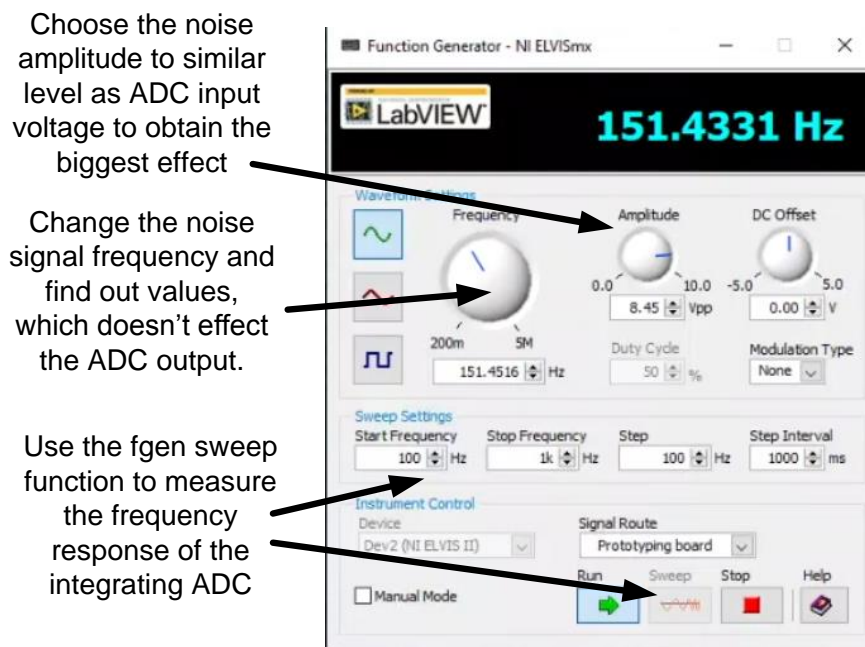 Choose the noise
amplitude to similar
level as ADC input
voltage to obtain the
biggest effect
Change the noise
signal frequency and
find out values,
which doesn't effect
the ADC output.
Use the fgen sweep
function to measure
the frequency
response of the
integrating ADC
Function Generator - NI ELVISmx
LabVIEW
151.4331 Hz
Waveform Settings
Frequency Amplitude DC Offset
0.0 10.0 -5.0 5.0
8.45 Vpp 0.00 V
200m 5M
Duty Cycle Modulation Type
151.4516 Hz 50 % None
Sweep Settings
Start Frequency Stop Frequency Step Step Interval
100 Hz 1k Hz 100 Hz 1000 ms
Instrument Control
Device Signal Route
Dev2 (NI ELVIS II) Prototyping board
Run Sweep Stop Help
Manual Mode